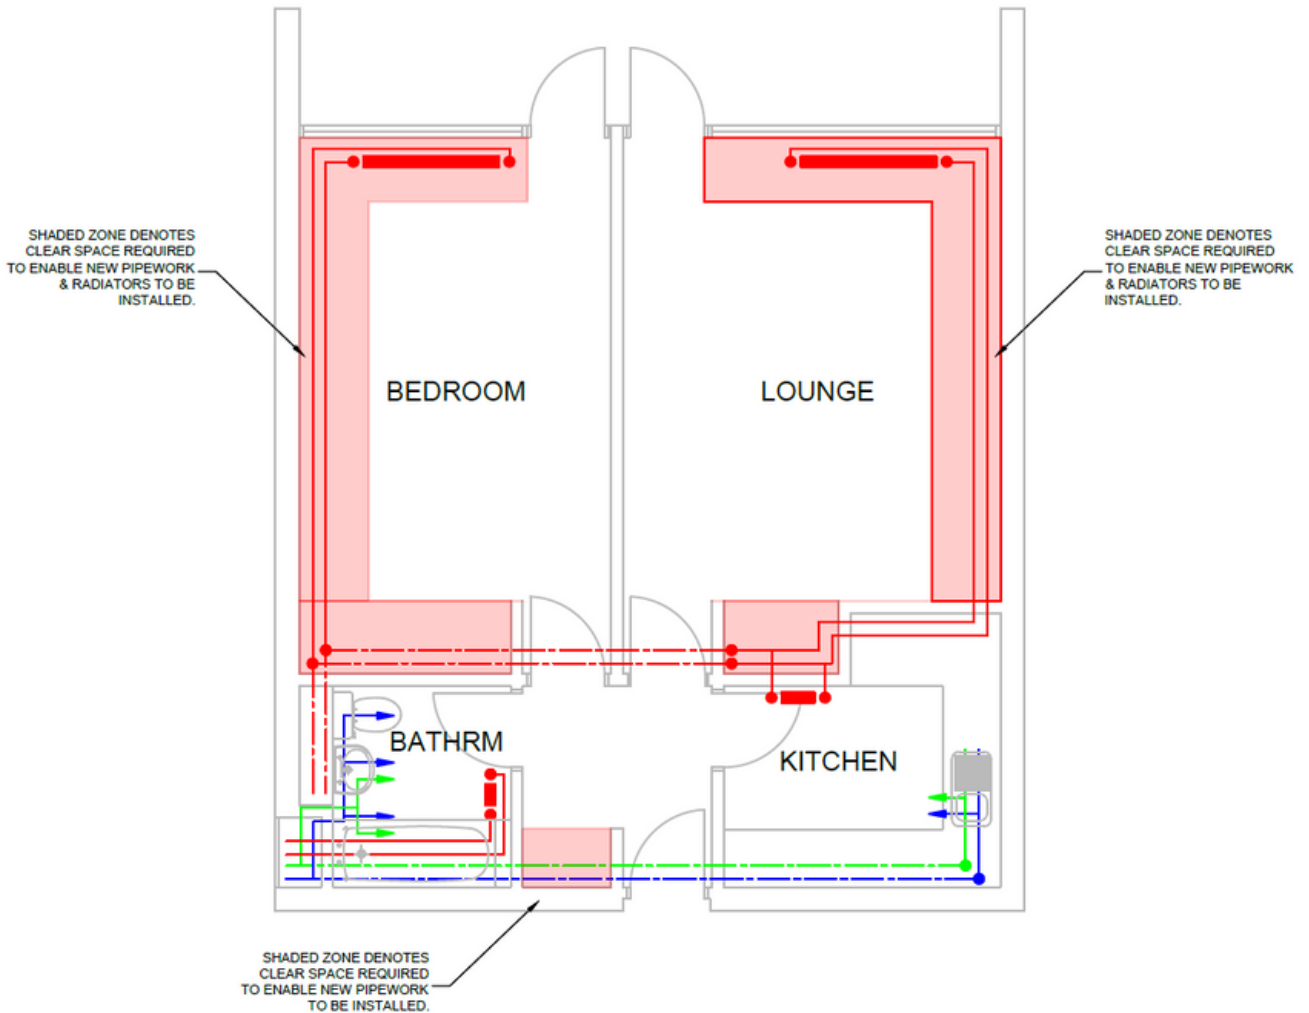 SHADED ZONE DENOTES
CLEAR SPACE REQUIRED
TO ENABLE NEW PIPEWORK
& RADIATORS TO BE
INSTALLED.
SHADED ZONE DENOTES
CLEAR SPACE REQUIRED
TO ENABLE NEW PIPEWORK
& RADIATORS TO BE
INSTALLED.
BEDROOM
LOUNGE
BATHRM
KITCHEN
SHADED ZONE DENOTES
CLEAR SPACE REQUIRED
TO ENABLE NEW PIPEWORK
TO BE INSTALLED.